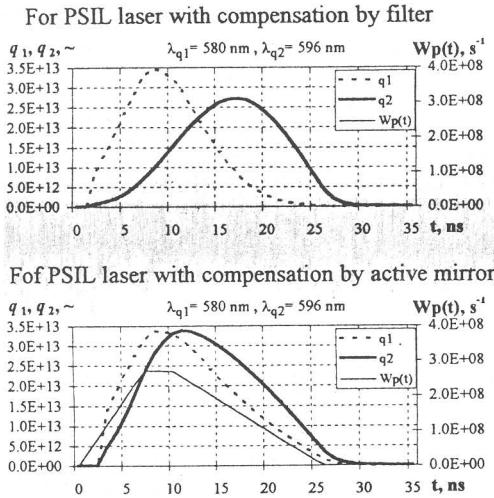 For PSIL laser with compensation by filter
q₁, q₂, ~ λq1= 580 nm , λq2= 596 nm Wp(t), s⁻¹
3.5E+13 4.0E+08
3.0E+13
2.5E+13 3.0E+08
2.0E+13
1.5E+13 2.0E+08
1.0E+13 1.0E+08
5.0E+12
0.0E+00 0.0E+00
q1
q2
Wp(t)
0 5 10 15 20 25 30 35
t, ns
Fof PSIL laser with compensation by active mirror
q₁, q₂, ~ λq1= 580 nm , λq2= 596 nm Wp(t), s⁻¹
3.5E+13 4.0E+08
3.0E+13
2.5E+13 3.0E+08
2.0E+13
1.5E+13 2.0E+08
1.0E+13 1.0E+08
5.0E+12
0.0E+00 0.0E+00
q1
q2
Wp(t)
0 5 10 15 20 25 30 35
t, ns